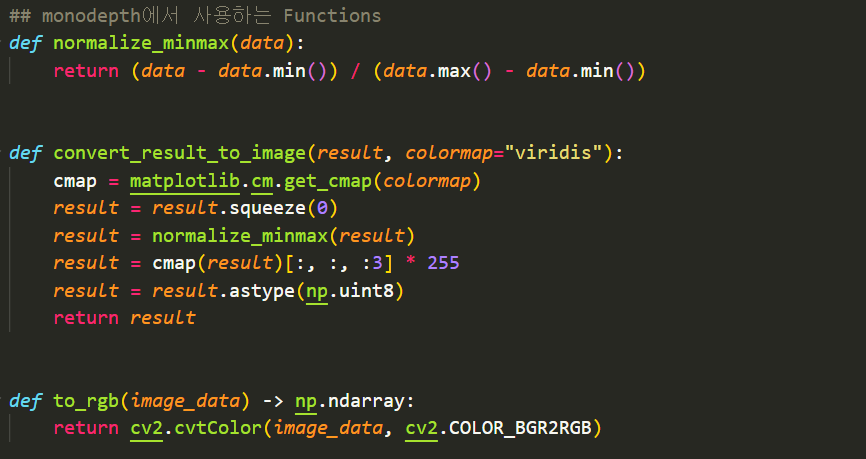 ## monodepth에서 사용하는 Functions
def normalize_minmax(data):
    return (data - data.min()) / (data.max() - data.min())
def convert_result_to_image(result, colormap="viridis"):
    cmap = matplotlib.cm.get_cmap(colormap)
    result = result.squeeze(0)
    result = normalize_minmax(result)
    result = cmap(result)[:, :, :3] * 255
    result = result.astype(np.uint8)
    return result
def to_rgb(image_data) -> np.ndarray:
    return cv2.cvtColor(image_data, cv2.COLOR_BGR2RGB)